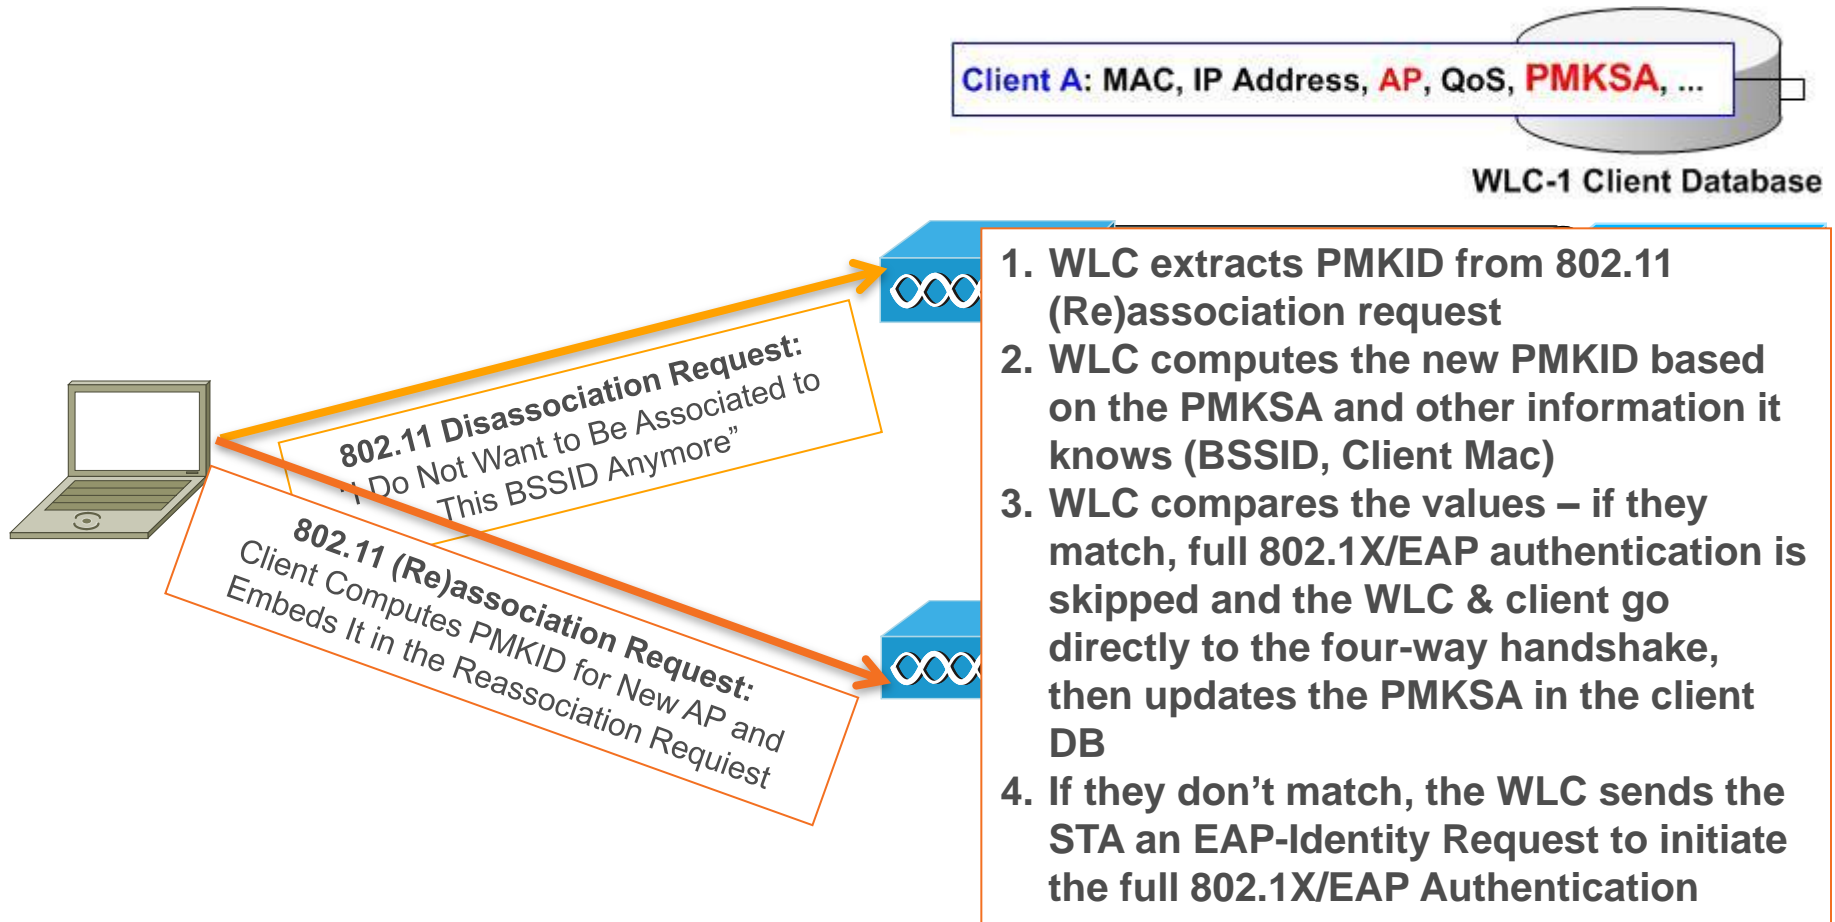 Client A: MAC, IP Address, AP, QoS, PMKSA, ...
WLC-1 Client Database
802.11 Disassociation Request:
"I Do Not Want to Be Associated to
This BSSID Anymore”
802.11 (Re)association Request:
Client Computes PMKID for New AP and
Embeds It in the Reassociation Requiest
1. WLC extracts PMKID from 802.11
(Re)association request
2. WLC computes the new PMKID based
on the PMKSA and other information it
knows (BSSID, Client Mac)
3. WLC compares the values – if they
match, full 802.1X/EAP authentication is
skipped and the WLC & client go
directly to the four-way handshake,
then updates the PMKSA in the client
DB
4. If they don’t match, the WLC sends the
STA an EAP-Identity Request to initiate
the full 802.1X/EAP Authentication